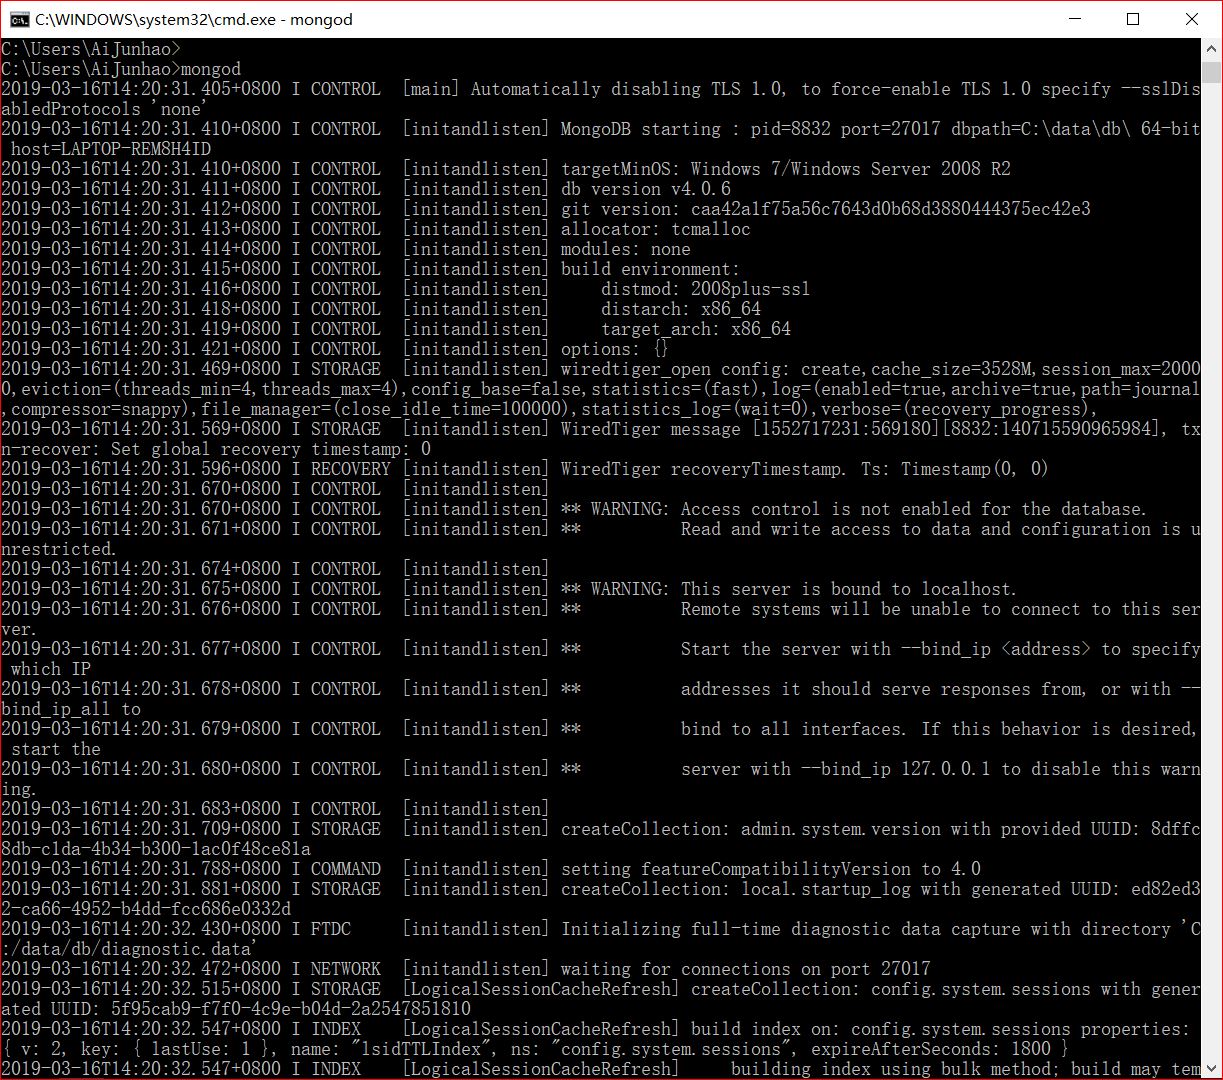 C:\WINDOWS\system32\cmd.exe - mongod
C:\Users\AiJunhao>
C:\Users\AiJunhao>mongod
2019-03-16T14:20:31.405+0800 I CONTROL  [main] Automatically disabling TLS 1.0, to force-enable TLS 1.0 specify --sslDis
abledProtocols 'none'
2019-03-16T14:20:31.410+0800 I CONTROL  [initandlisten] MongoDB starting : pid=8832 port=27017 dbpath=C:\data\db\ 64-bit
 host=LAPTOP-REM8H4ID
2019-03-16T14:20:31.410+0800 I CONTROL  [initandlisten] targetMinOS: Windows 7/Windows Server 2008 R2
2019-03-16T14:20:31.411+0800 I CONTROL  [initandlisten] db version v4.0.6
2019-03-16T14:20:31.412+0800 I CONTROL  [initandlisten] git version: caa42a1f75a56c7643d0b68d3880444375ec42e3
2019-03-16T14:20:31.413+0800 I CONTROL  [initandlisten] allocator: tcmalloc
2019-03-16T14:20:31.414+0800 I CONTROL  [initandlisten] modules: none
2019-03-16T14:20:31.415+0800 I CONTROL  [initandlisten] build environment:
2019-03-16T14:20:31.416+0800 I CONTROL  [initandlisten]     distmod: 2008plus-ssl
2019-03-16T14:20:31.418+0800 I CONTROL  [initandlisten]     distarch: x86_64
2019-03-16T14:20:31.419+0800 I CONTROL  [initandlisten]     target_arch: x86_64
2019-03-16T14:20:31.421+0800 I CONTROL  [initandlisten] options: {}
2019-03-16T14:20:31.469+0800 I STORAGE  [initandlisten] wiredtiger_open config: create,cache_size=3528M,session_max=2000
0,eviction=(threads_min=4,threads_max=4),config_base=false,statistics=(fast),log=(enabled=true,archive=true,path=journal
,compressor=snappy),file_manager=(close_idle_time=100000),statistics_log=(wait=0),verbose=(recovery_progress),
2019-03-16T14:20:31.569+0800 I STORAGE  [initandlisten] WiredTiger message [1552717231:569180][8832:140715590965984], tx
n-recover: Set global recovery timestamp: 0
2019-03-16T14:20:31.596+0800 I RECOVERY [initandlisten] WiredTiger recoveryTimestamp. Ts: Timestamp(0, 0)
2019-03-16T14:20:31.670+0800 I CONTROL  [initandlisten]
2019-03-16T14:20:31.670+0800 I CONTROL  [initandlisten] ** WARNING: Access control is not enabled for the database.
2019-03-16T14:20:31.671+0800 I CONTROL  [initandlisten] **          Read and write access to data and configuration is u
nrestricted.
2019-03-16T14:20:31.674+0800 I CONTROL  [initandlisten]
2019-03-16T14:20:31.675+0800 I CONTROL  [initandlisten] ** WARNING: This server is bound to localhost.
2019-03-16T14:20:31.676+0800 I CONTROL  [initandlisten] **          Remote systems will be unable to connect to this ser
ver.
2019-03-16T14:20:31.677+0800 I CONTROL  [initandlisten] **          Start the server with --bind_ip <address> to specify
 which IP
2019-03-16T14:20:31.678+0800 I CONTROL  [initandlisten] **          addresses it should serve responses from, or with --
bind_ip_all to
2019-03-16T14:20:31.679+0800 I CONTROL  [initandlisten] **          bind to all interfaces. If this behavior is desired,
 start the
2019-03-16T14:20:31.680+0800 I CONTROL  [initandlisten] **          server with --bind_ip 127.0.0.1 to disable this warn
ing.
2019-03-16T14:20:31.683+0800 I CONTROL  [initandlisten]
2019-03-16T14:20:31.709+0800 I STORAGE  [initandlisten] createCollection: admin.system.version with provided UUID: 8dffc
8db-c1da-4b34-b300-1ac0f48ce81a
2019-03-16T14:20:31.788+0800 I COMMAND  [initandlisten] setting featureCompatibilityVersion to 4.0
2019-03-16T14:20:31.881+0800 I STORAGE  [initandlisten] createCollection: local.startup_log with generated UUID: ed82ed3
2-ca66-4952-b4dd-fcc686e0332d
2019-03-16T14:20:32.430+0800 I FTDC     [initandlisten] Initializing full-time diagnostic data capture with directory 'C
:/data/db/diagnostic.data'
2019-03-16T14:20:32.472+0800 I NETWORK  [initandlisten] waiting for connections on port 27017
2019-03-16T14:20:32.515+0800 I STORAGE  [LogicalSessionCacheRefresh] createCollection: config.system.sessions with gener
ated UUID: 5f95cab9-f7f0-4c9e-b04d-2a2547851810
2019-03-16T14:20:32.547+0800 I INDEX    [LogicalSessionCacheRefresh] build index on: config.system.sessions properties:
{ v: 2, key: { lastUse: 1 }, name: "lsidTTLIndex", ns: "config.system.sessions", expireAfterSeconds: 1800 }
2019-03-16T14:20:32.547+0800 I INDEX    [LogicalSessionCacheRefresh]     building index using bulk method; build may tem